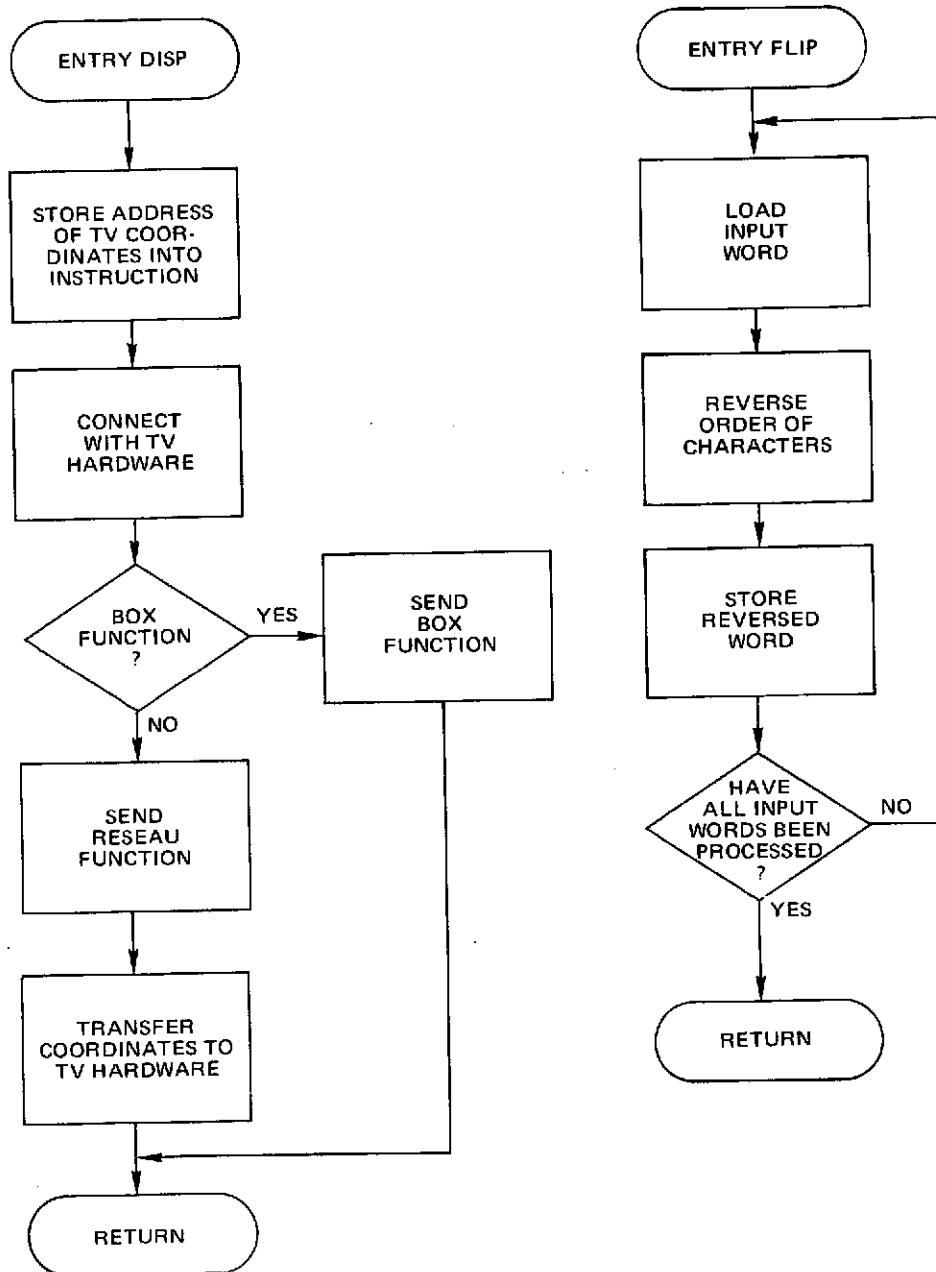 ENTRY DISP
STORE ADDRESS
OF TV COOR-
DINATES INTO
INSTRUCTION
CONNECT
WITH TV
HARDWARE
BOX
FUNCTION
?
YES
SEND
BOX
FUNCTION
NO
SEND
RESEAU
FUNCTION
TRANSFER
COORDINATES TO
TV HARDWARE
RETURN
ENTRY FLIP
LOAD
INPUT
WORD
REVERSE
ORDER OF
CHARACTERS
STORE
REVERSED
WORD
HAVE
ALL INPUT
WORDS BEEN
PROCESSED
?
NO
YES
RETURN